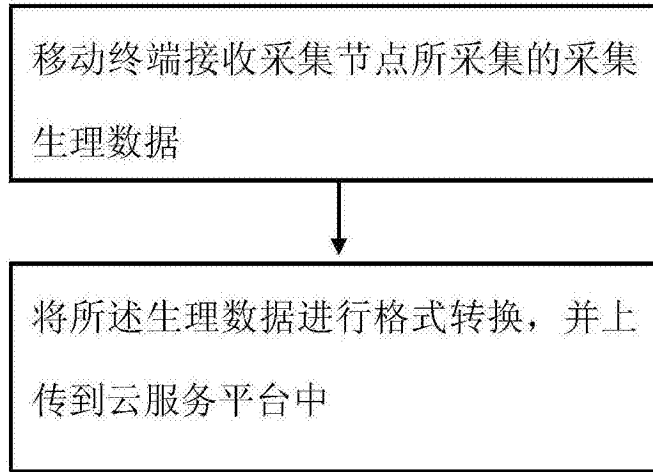 移动终端接收采集节点所采集的采集
生理数据
将所述生理数据进行格式转换，并上
传到云服务平台中